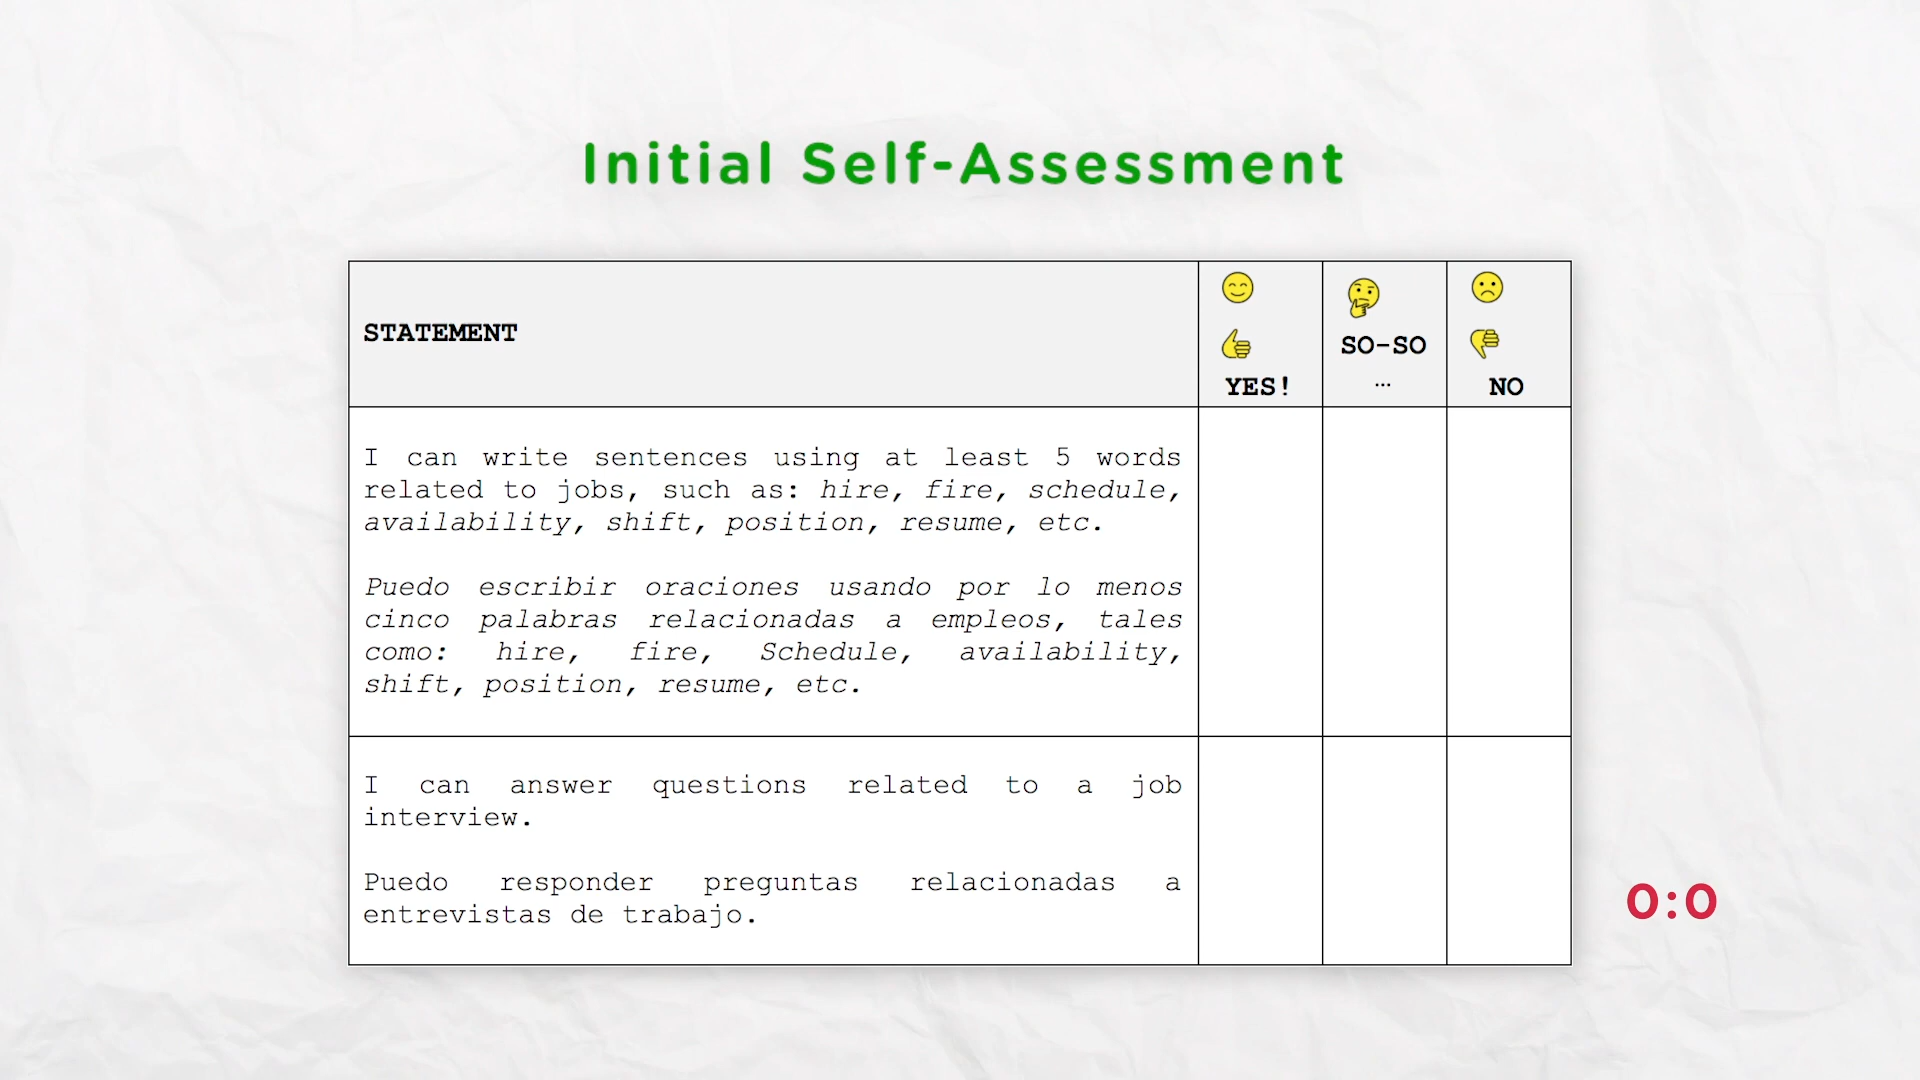 Initial Self-Assessment
STATEMENT
YES!
SO-SO
...
NO
I can write sentences using at least 5 words
related to jobs, such as: hire, fire, schedule,
availability, shift, position, resume, etc.
Puedo escribir oraciones usando por lo menos
cinco palabras relacionadas a empleos, tales
como: hire, fire, Schedule, availability,
shift, position, resume, etc.
I can answer questions related to a job
interview.
Puedo responder preguntas relacionadas a
entrevistas de trabajo.
0:0